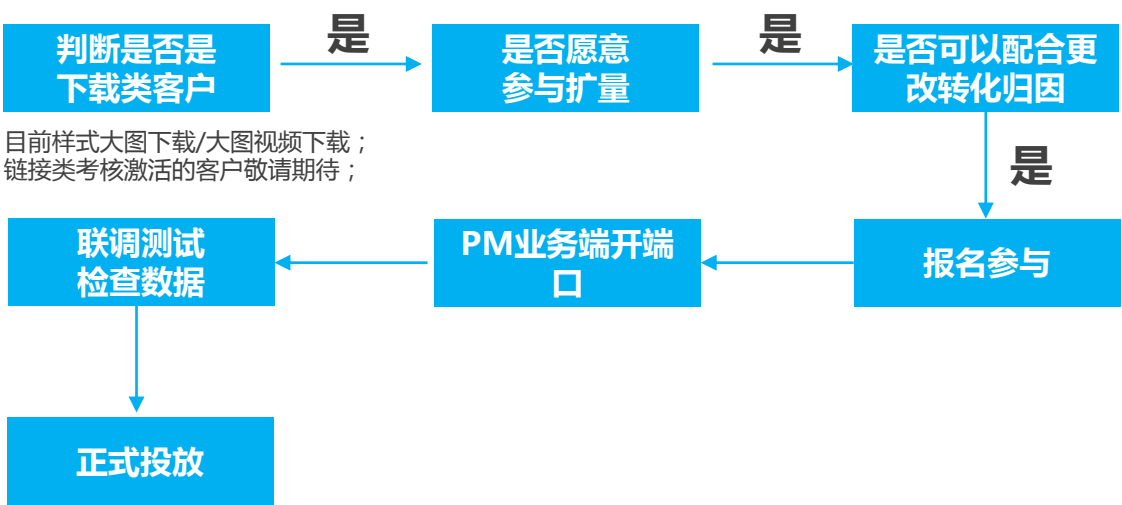 判断是否是
下载类客户
是
是否愿意
参与扩量
是
是否可以配合更
改转化归因
目前样式大图下载/大图视频下载；
链接类考核激活的客户敬请期待；
是
报名参与
PM业务端开端
口
联调测试
检查数据
正式投放